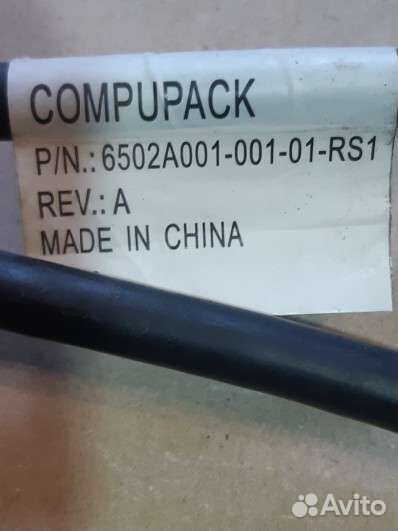 COMPUPACK
P/N.: 6502A001-001-01-RS1
REV.: A
MADE IN CHINA
Avito